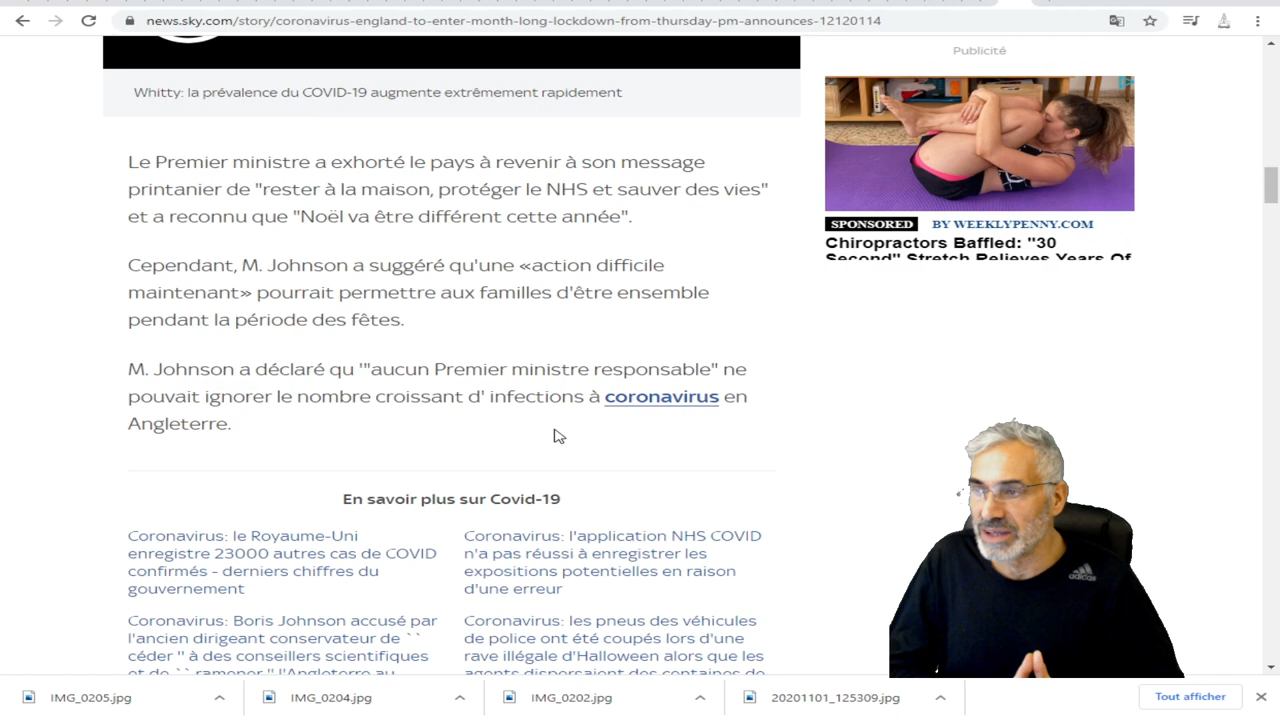 news.sky.com/story/coronavirus-england-to-enter-month-long-lockdown-from-thursday-pm-announces-12120114
Whitty: la prévalence du COVID-19 augmente extrêmement rapidement
Le Premier ministre a exhorté le pays à revenir à son message
printanier de "rester à la maison, protéger le NHS et sauver des vies"
et a reconnu que "Noël va être différent cette année".
Cependant, M. Johnson a suggéré qu'une «action difficile
maintenant» pourrait permettre aux familles d'être ensemble
pendant la période des fêtes.
M. Johnson a déclaré qu '"aucun Premier ministre responsable" ne
pouvait ignorer le nombre croissant d' infections à coronavirus en
Angleterre.
En savoir plus sur Covid-19
Coronavirus: le Royaume-Uni
enregistre 23000 autres cas de COVID
confirmés - derniers chiffres du
gouvernement
Coronavirus: Boris Johnson accusé par
l'ancien dirigeant conservateur de ``
céder '' à des conseillers scientifiques
et de `` ramener '' l'Angleterre au
Coronavirus: l'application NHS COVID
n'a pas réussi à enregistrer les
expositions potentielles en raison
d'une erreur
Coronavirus: les pneus des véhicules
de police ont été coupés lors d'une
rave illégale d'Halloween alors que les
agents dispersaient des centaines de
Publicité
SPONSORED BY WEEKLYPENNY.COM
Chiropractors Baffled: "30
Second" Stretch Relieves Years Of
adidas
IMG_0205.jpg
IMG_0204.jpg
IMG_0202.jpg
20201101_125309.jpg
Tout afficher